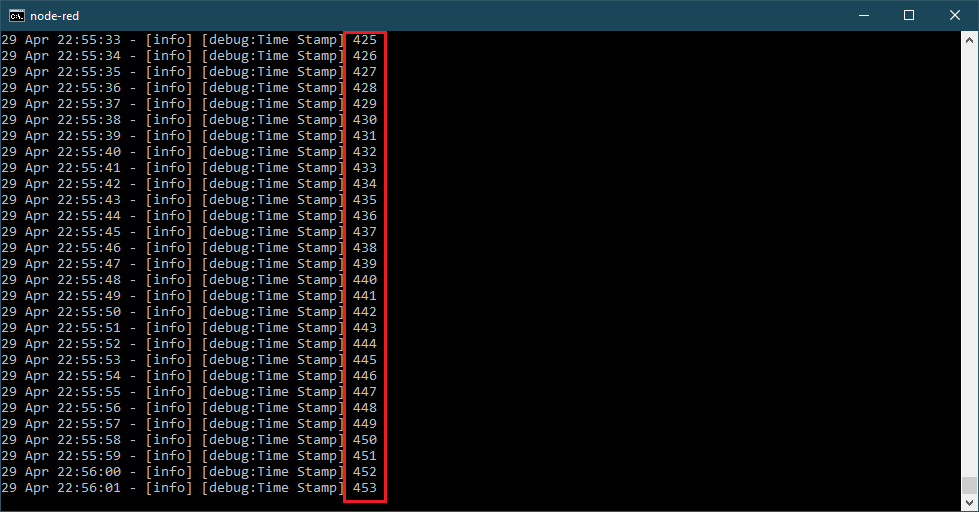 node-red
29 Apr 22:55:33 - [info] [debug:Time Stamp] 425
29 Apr 22:55:34 - [info] [debug:Time Stamp] 426
29 Apr 22:55:35 - [info] [debug:Time Stamp] 427
29 Apr 22:55:36 - [info] [debug:Time Stamp] 428
29 Apr 22:55:37 - [info] [debug:Time Stamp] 429
29 Apr 22:55:38 - [info] [debug:Time Stamp] 430
29 Apr 22:55:39 - [info] [debug:Time Stamp] 431
29 Apr 22:55:40 - [info] [debug:Time Stamp] 432
29 Apr 22:55:41 - [info] [debug:Time Stamp] 433
29 Apr 22:55:42 - [info] [debug:Time Stamp] 434
29 Apr 22:55:43 - [info] [debug:Time Stamp] 435
29 Apr 22:55:44 - [info] [debug:Time Stamp] 436
29 Apr 22:55:45 - [info] [debug:Time Stamp] 437
29 Apr 22:55:46 - [info] [debug:Time Stamp] 438
29 Apr 22:55:47 - [info] [debug:Time Stamp] 439
29 Apr 22:55:48 - [info] [debug:Time Stamp] 440
29 Apr 22:55:49 - [info] [debug:Time Stamp] 441
29 Apr 22:55:50 - [info] [debug:Time Stamp] 442
29 Apr 22:55:51 - [info] [debug:Time Stamp] 443
29 Apr 22:55:52 - [info] [debug:Time Stamp] 444
29 Apr 22:55:53 - [info] [debug:Time Stamp] 445
29 Apr 22:55:54 - [info] [debug:Time Stamp] 446
29 Apr 22:55:55 - [info] [debug:Time Stamp] 447
29 Apr 22:55:56 - [info] [debug:Time Stamp] 448
29 Apr 22:55:57 - [info] [debug:Time Stamp] 449
29 Apr 22:55:58 - [info] [debug:Time Stamp] 450
29 Apr 22:55:59 - [info] [debug:Time Stamp] 451
29 Apr 22:56:00 - [info] [debug:Time Stamp] 452
29 Apr 22:56:01 - [info] [debug:Time Stamp] 453